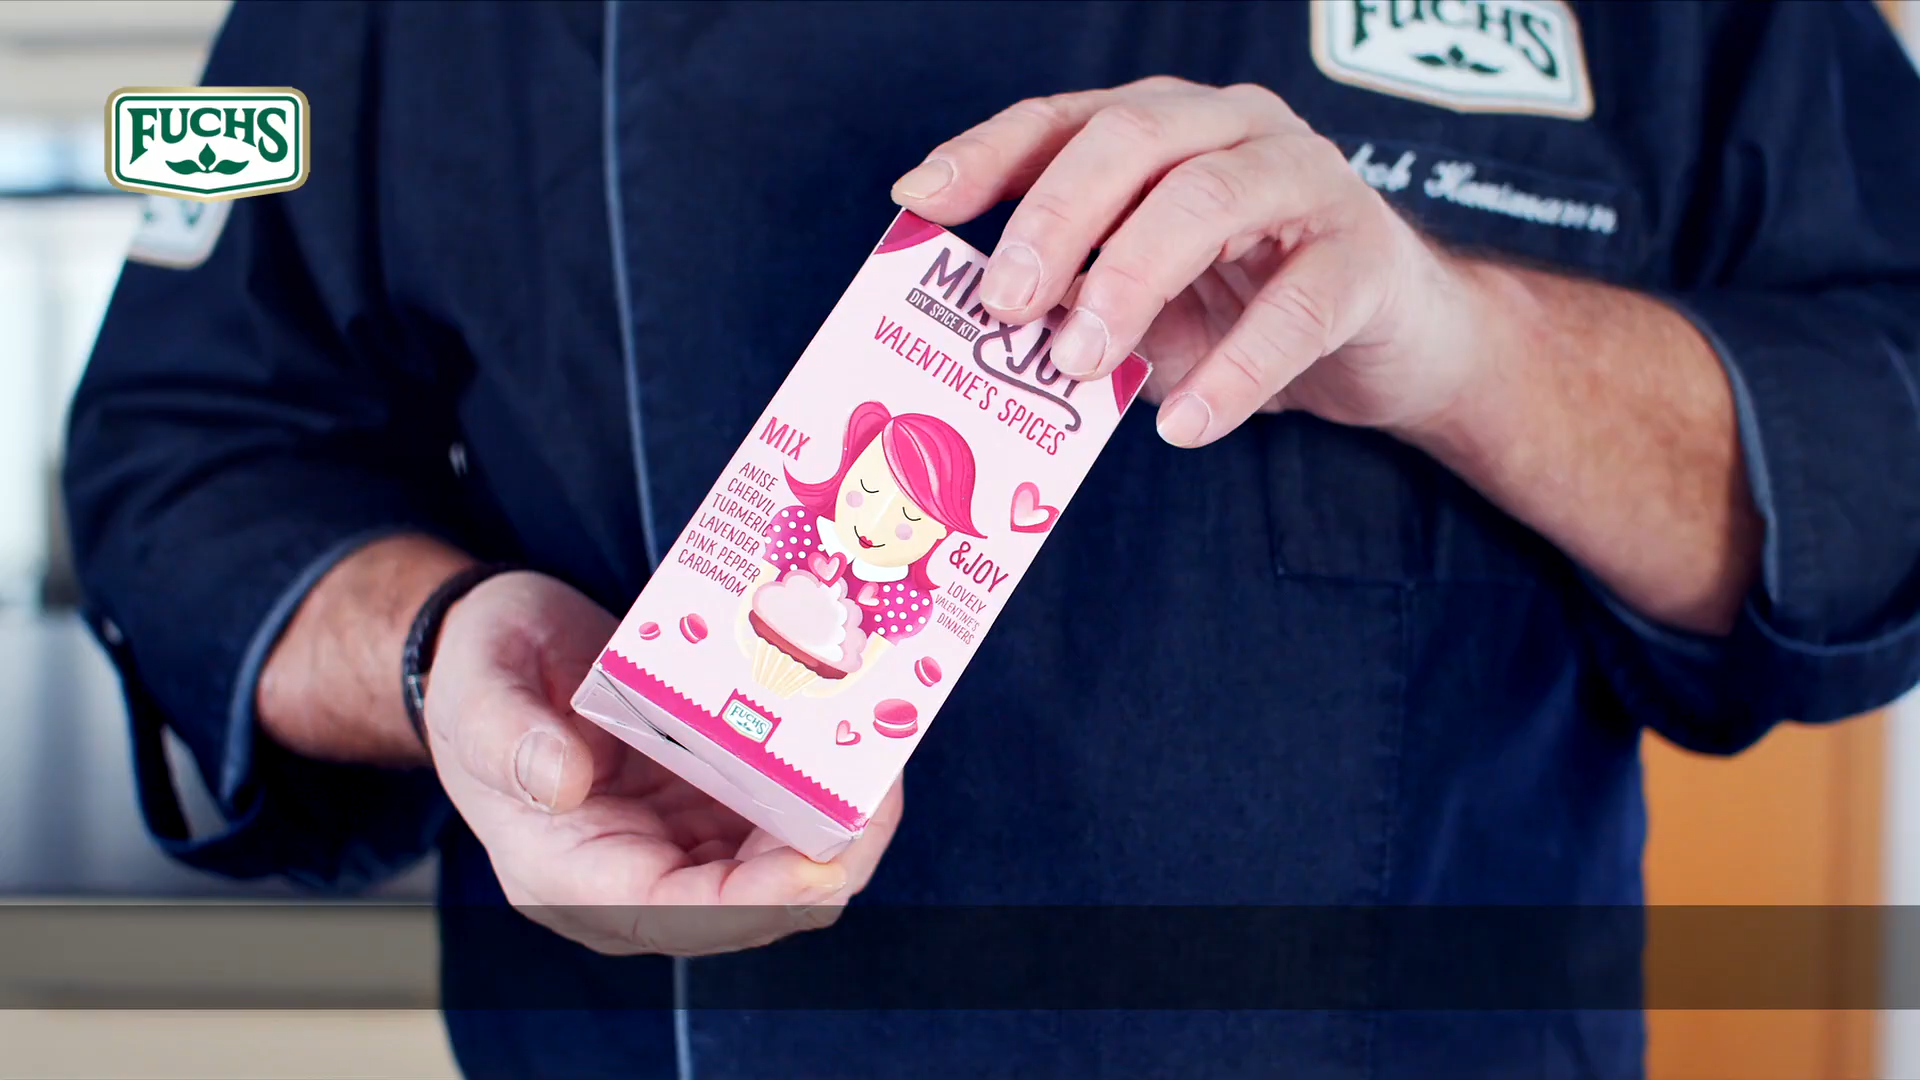 FUCHS
FUCHS
MIX
&JOY
DIY SPICE KIT
VALENTINE'S SPICES
MIX
ANISE
CHERVIL
TURMERIC
LAVENDER
PINK PEPPER
CARDAMOM
&JOY
LOVELY
VALENTINE'S
DINNERS
FUCHS